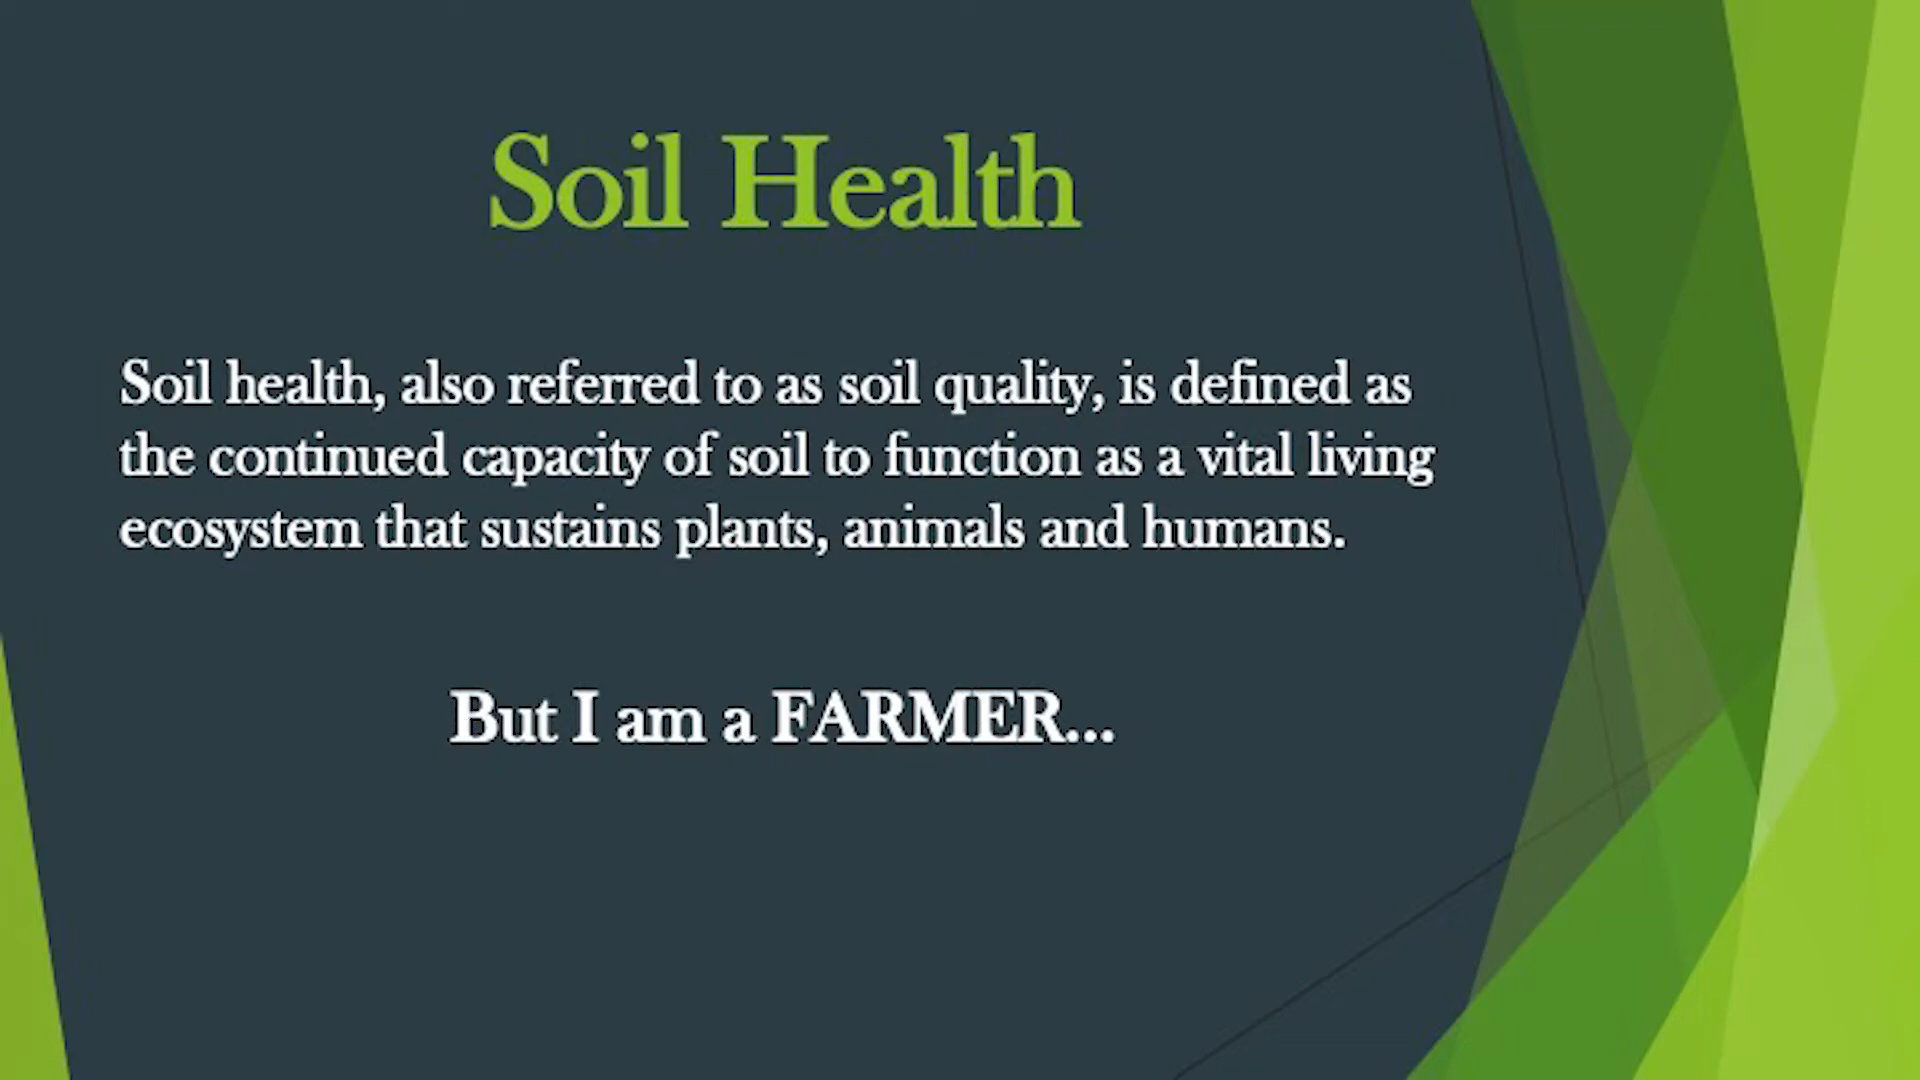 Soil Health
Soil health, also referred to as soil quality, is defined as
the continued capacity of soil to function as a vital living
ecosystem that sustains plants, animals and humans.
But I am a FARMER...